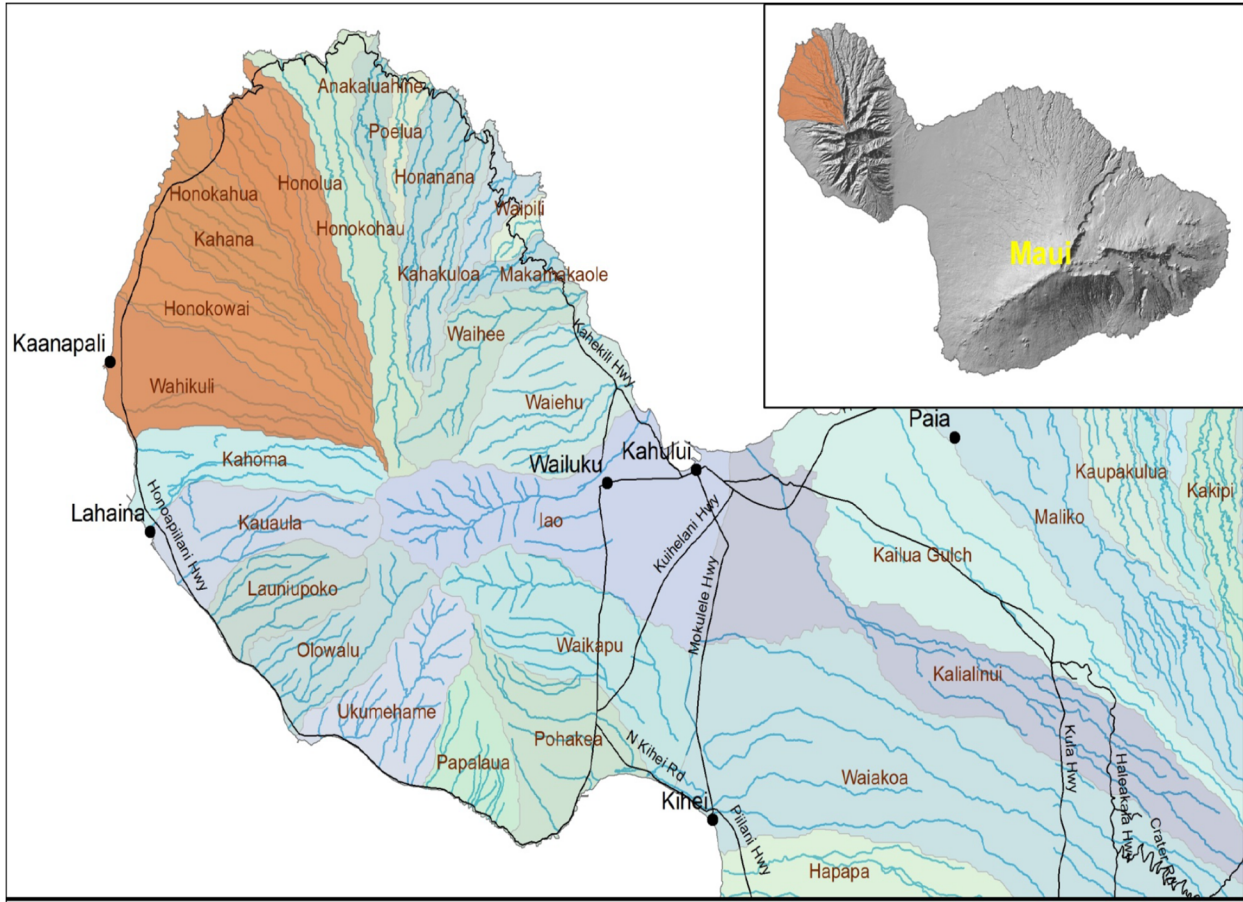 Anakaluahine
Poelua
Honolua
Honanana
Honokahua
Waipili
Kahana
Honokohau
Kahakuloa
Makamakaole
Honokowai
Waihee
Kahekili Hwy
Kaanapali
Wahikuli
Waiehu
Kahoma
Wailuku
Kahului
Paia
Maui
Kaupakulua
Kakipi
Lahaina
Honoapiilani Hwy
Kauaula
Iao
Kuihelani Hwy
Maliko
Kailua Gulch
Launiupoko
Olowalu
Waikapu
Mokulele Hwy
Kalialinui
Ukumehame
Papalaua
Pohakea
N Kihei Rd
Kihei
Piilani Hwy
Waiakoa
Kula Hwy
Haleakala Hwy
Crater Rd
Hapapa